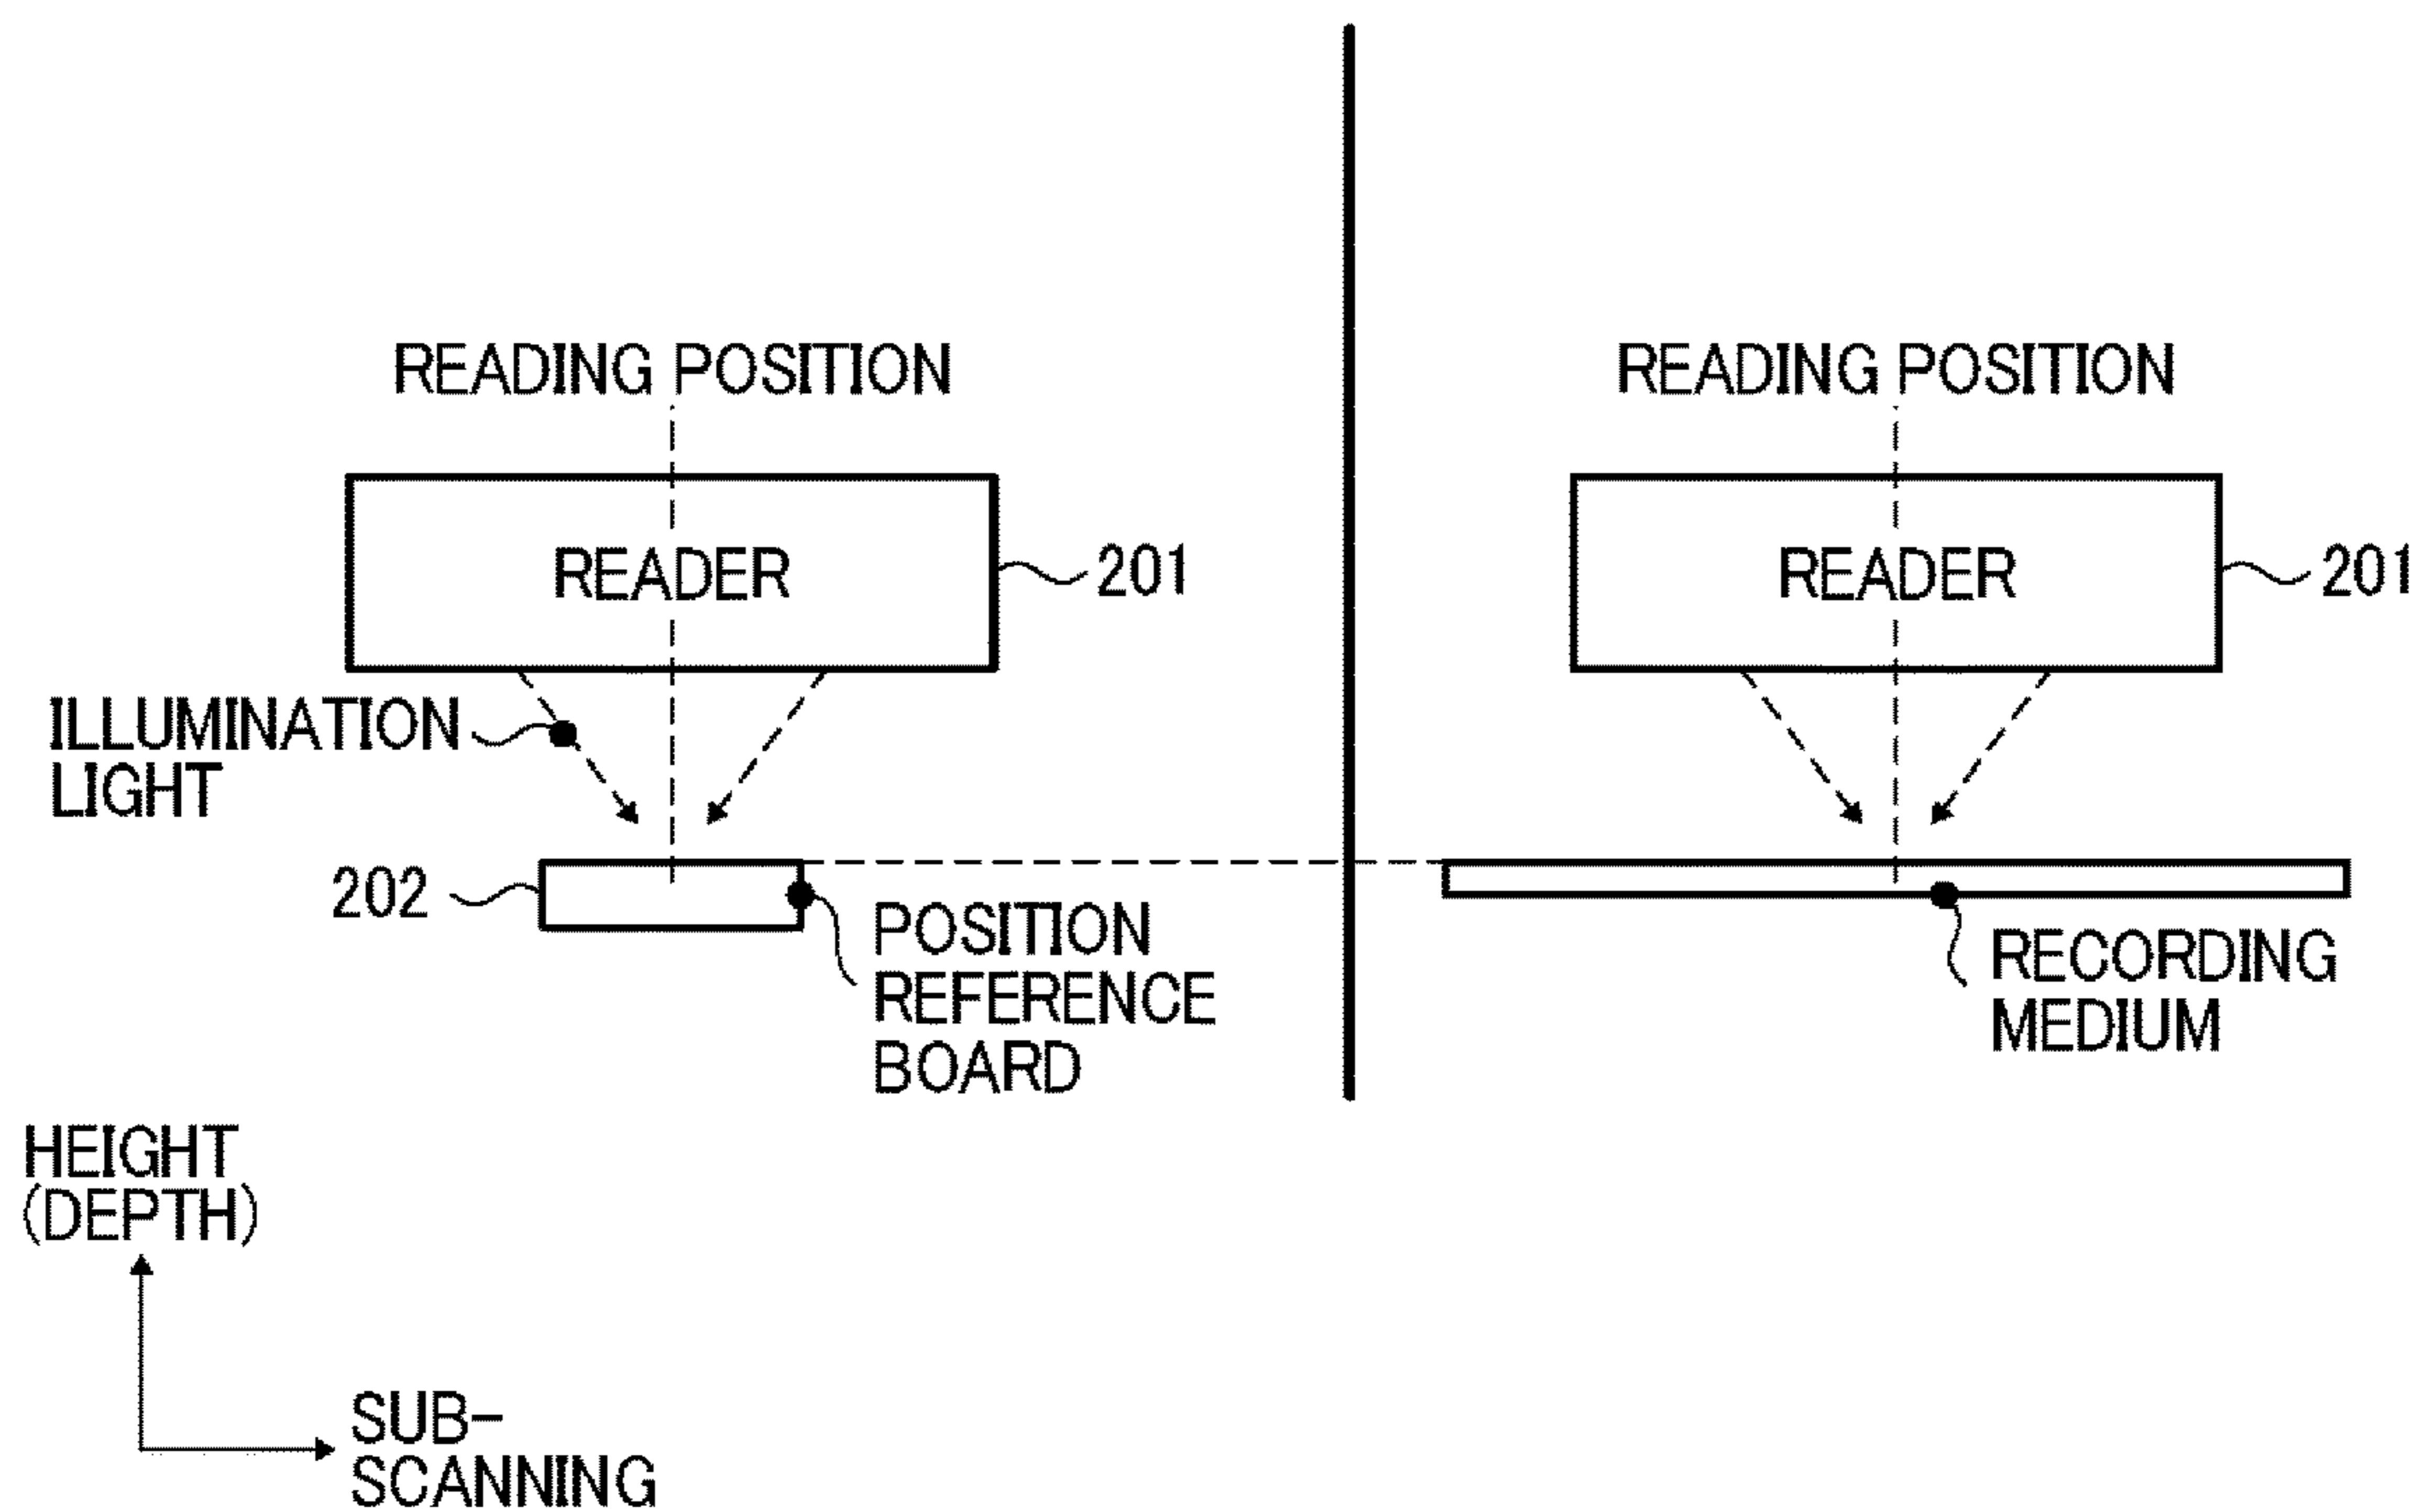 READING POSITION
READER
201
ILLUMINATION
LIGHT
202
POSITION
REFERENCE
BOARD
READING POSITION
READER
201
RECORDING
MEDIUM
HEIGHT
(DEPTH)
SUB-
SCANNING